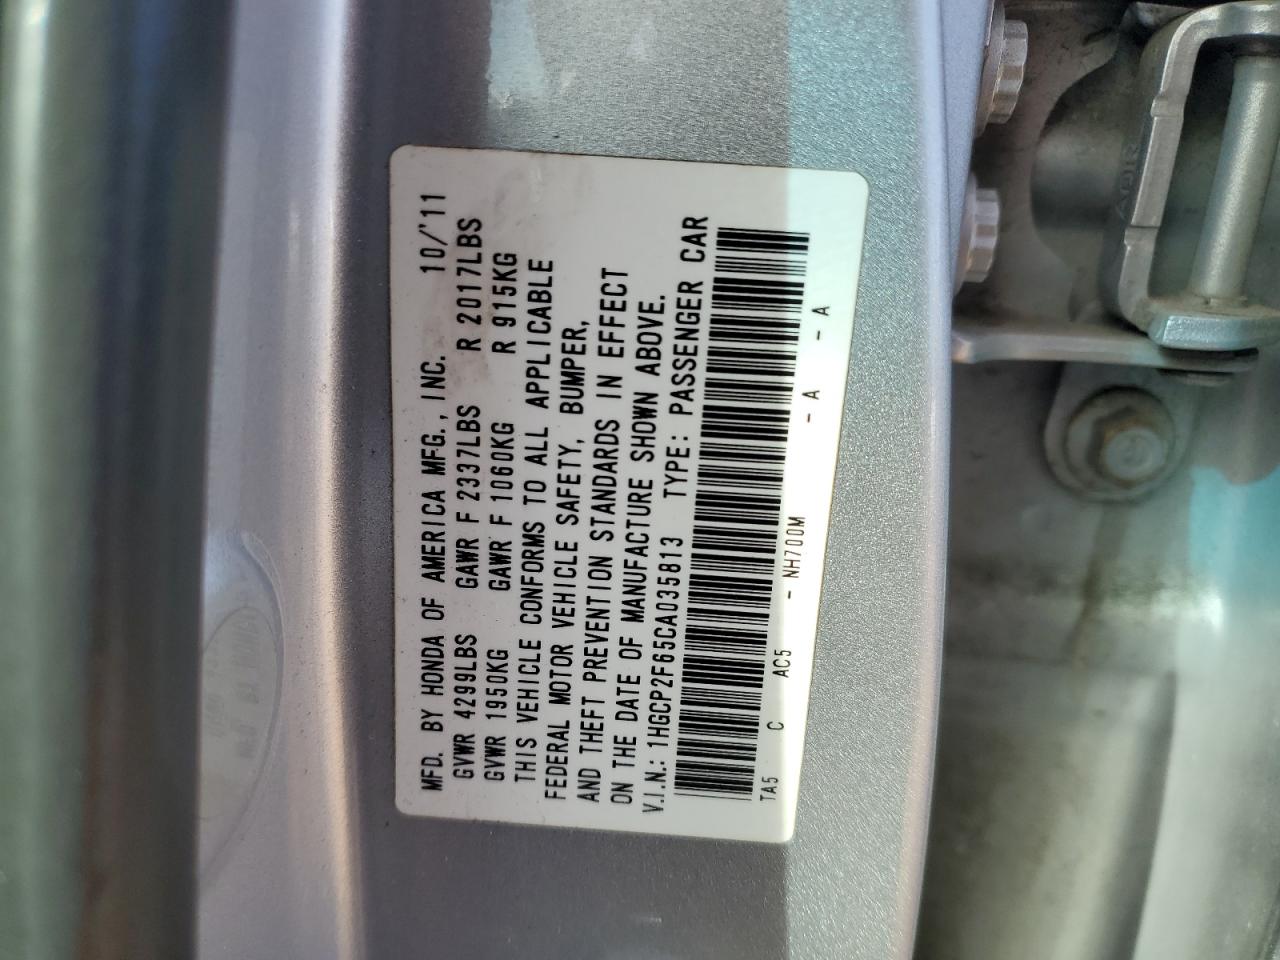 MFD. BY HONDA OF AMERICA MFG., INC. 10/'11
GVWR 4299LBS GAWR F 2337LBS R 2017LBS
GVWR 1950KG GAWR F 1060KG R 915KG
THIS VEHICLE CONFORMS TO ALL APPLICABLE
FEDERAL MOTOR VEHICLE SAFETY, BUMPER,
AND THEFT PREVENTION STANDARDS IN EFFECT
ON THE DATE OF MANUFACTURE SHOWN ABOVE.
V.I.N.: 1HGCP2F65CA035813 TYPE: PASSENGER CAR
TA5 C AC5 - NH700M - A - A